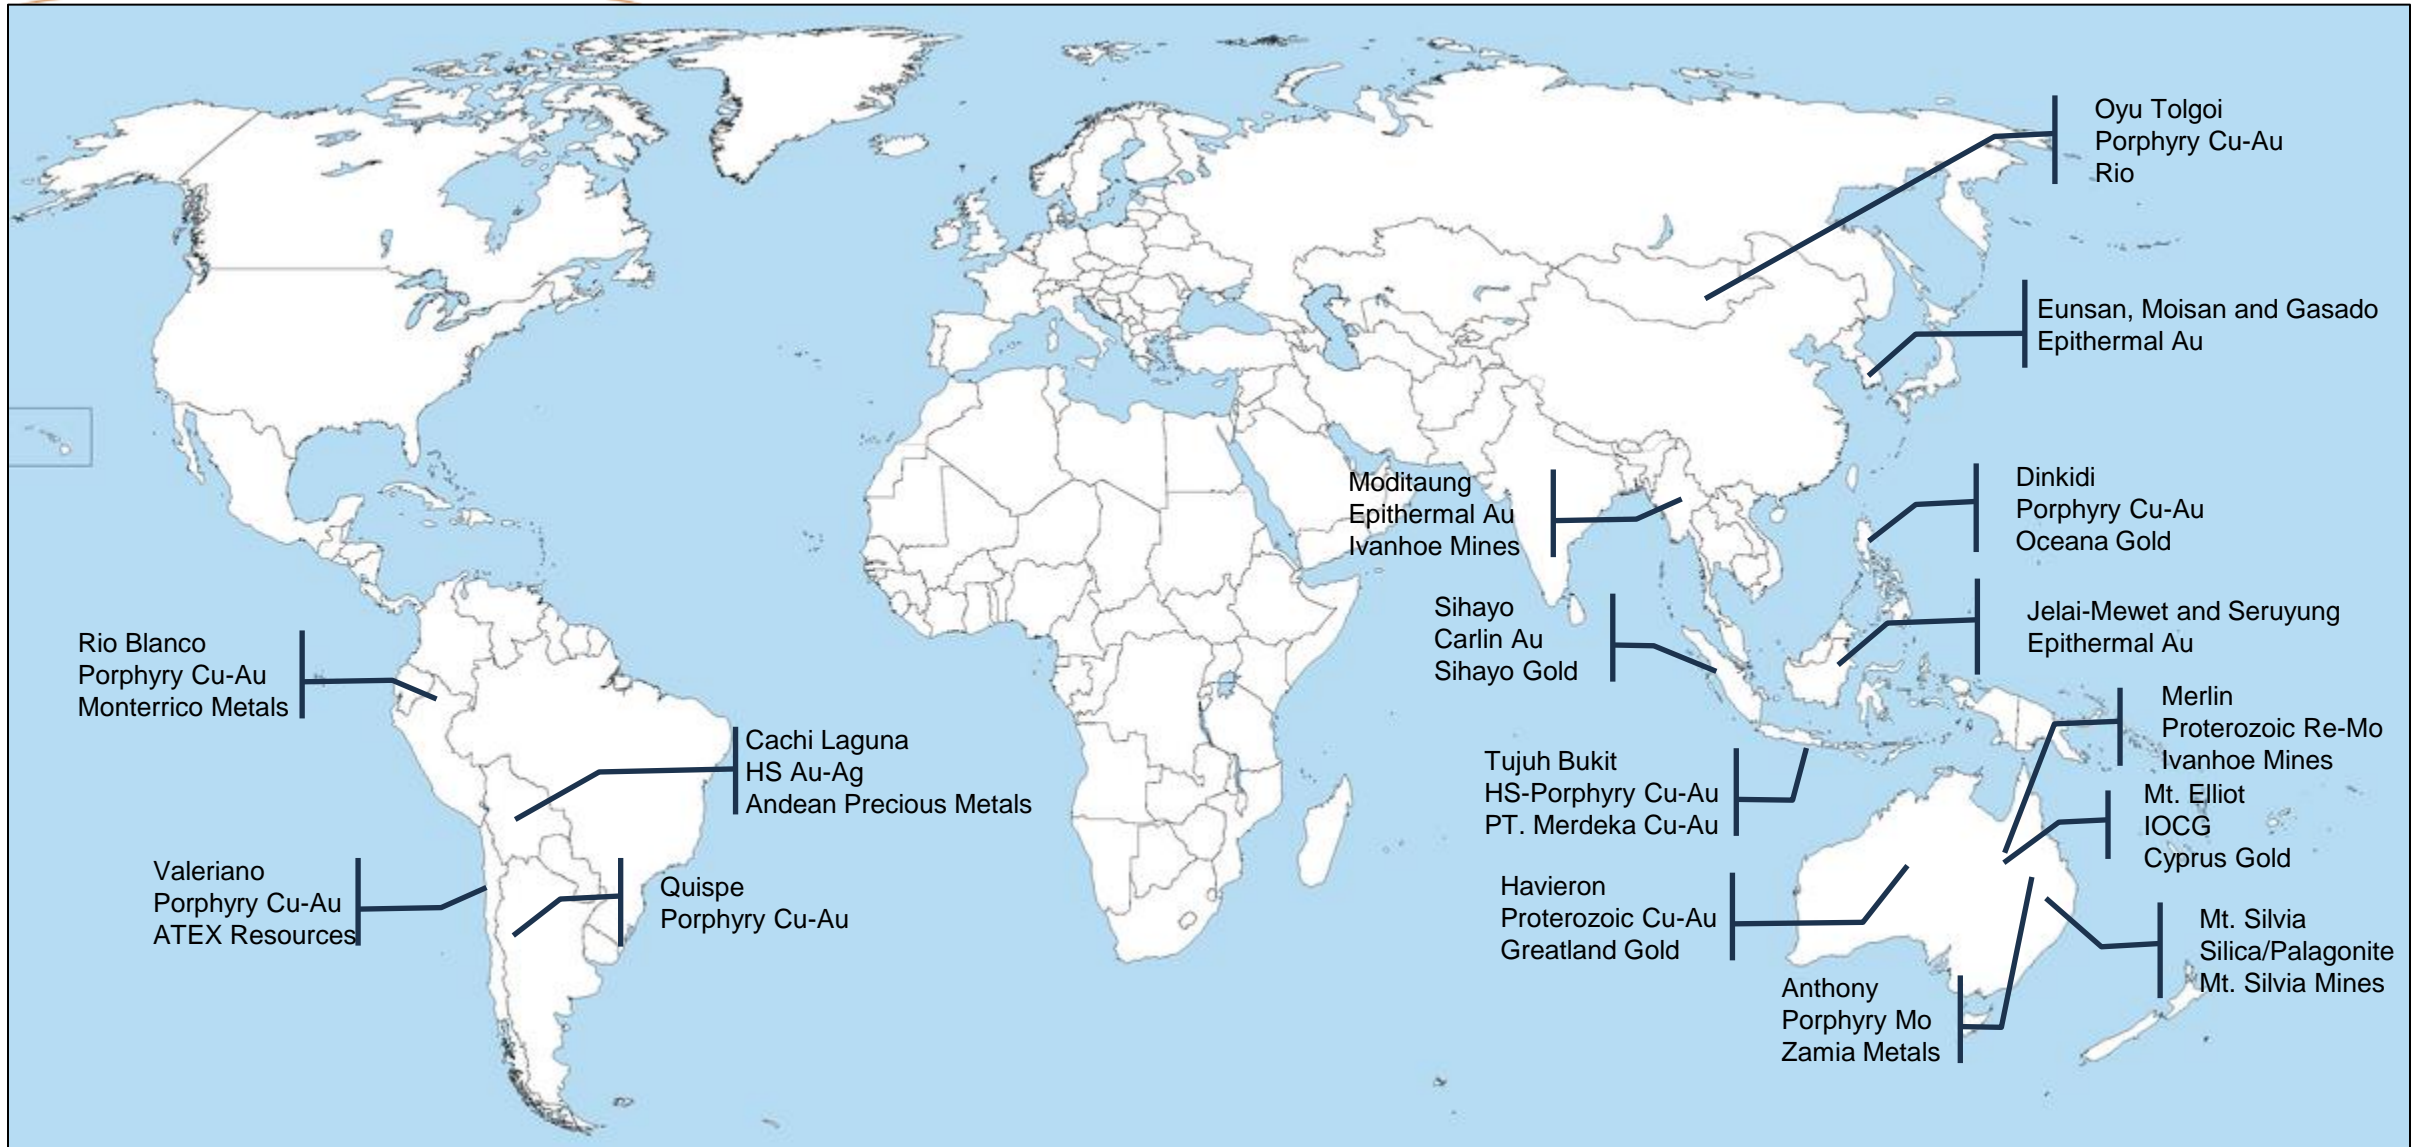 Oyu Tolgoi
Porphyry Cu-Au
Rio
Eunsan, Moisan and Gasado
Epithermal Au
Moditaung
Epithermal Au
Ivanhoe Mines
Dinkidi
Porphyry Cu-Au
Oceana Gold
Sihayo
Carlin Au
Sihayo Gold
Jelai-Mewet and Seruyung
Epithermal Au
Rio Blanco
Porphyry Cu-Au
Monterrico Metals
Merlin
Proterozoic Re-Mo
Ivanhoe Mines
Cachi Laguna
HS Au-Ag
Andean Precious Metals
Tujuh Bukit
HS-Porphyry Cu-Au
PT. Merdeka Cu-Au
Mt. Elliot
IOCG
Cyprus Gold
Valeriano
Porphyry Cu-Au
ATEX Resources
Quispe
Porphyry Cu-Au
Havieron
Proterozoic Cu-Au
Greatland Gold
Mt. Silvia
Silica/Palagonite
Mt. Silvia Mines
Anthony
Porphyry Mo
Zamia Metals